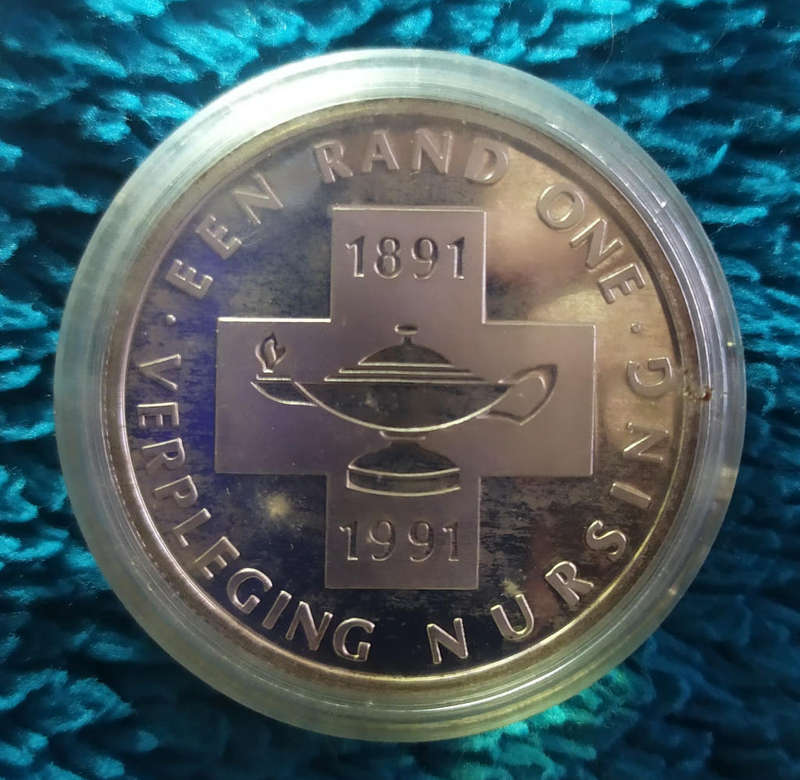 EEN RAND ONE
1891
1991
· VERPLEGING NURSING ·